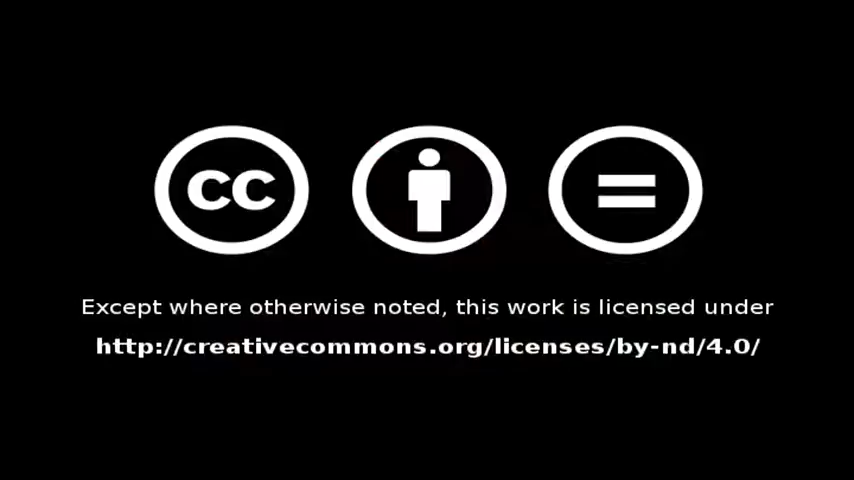 cc
Except where otherwise noted, this work is licensed under
http://creativecommons.org/licenses/by-nd/4.0/